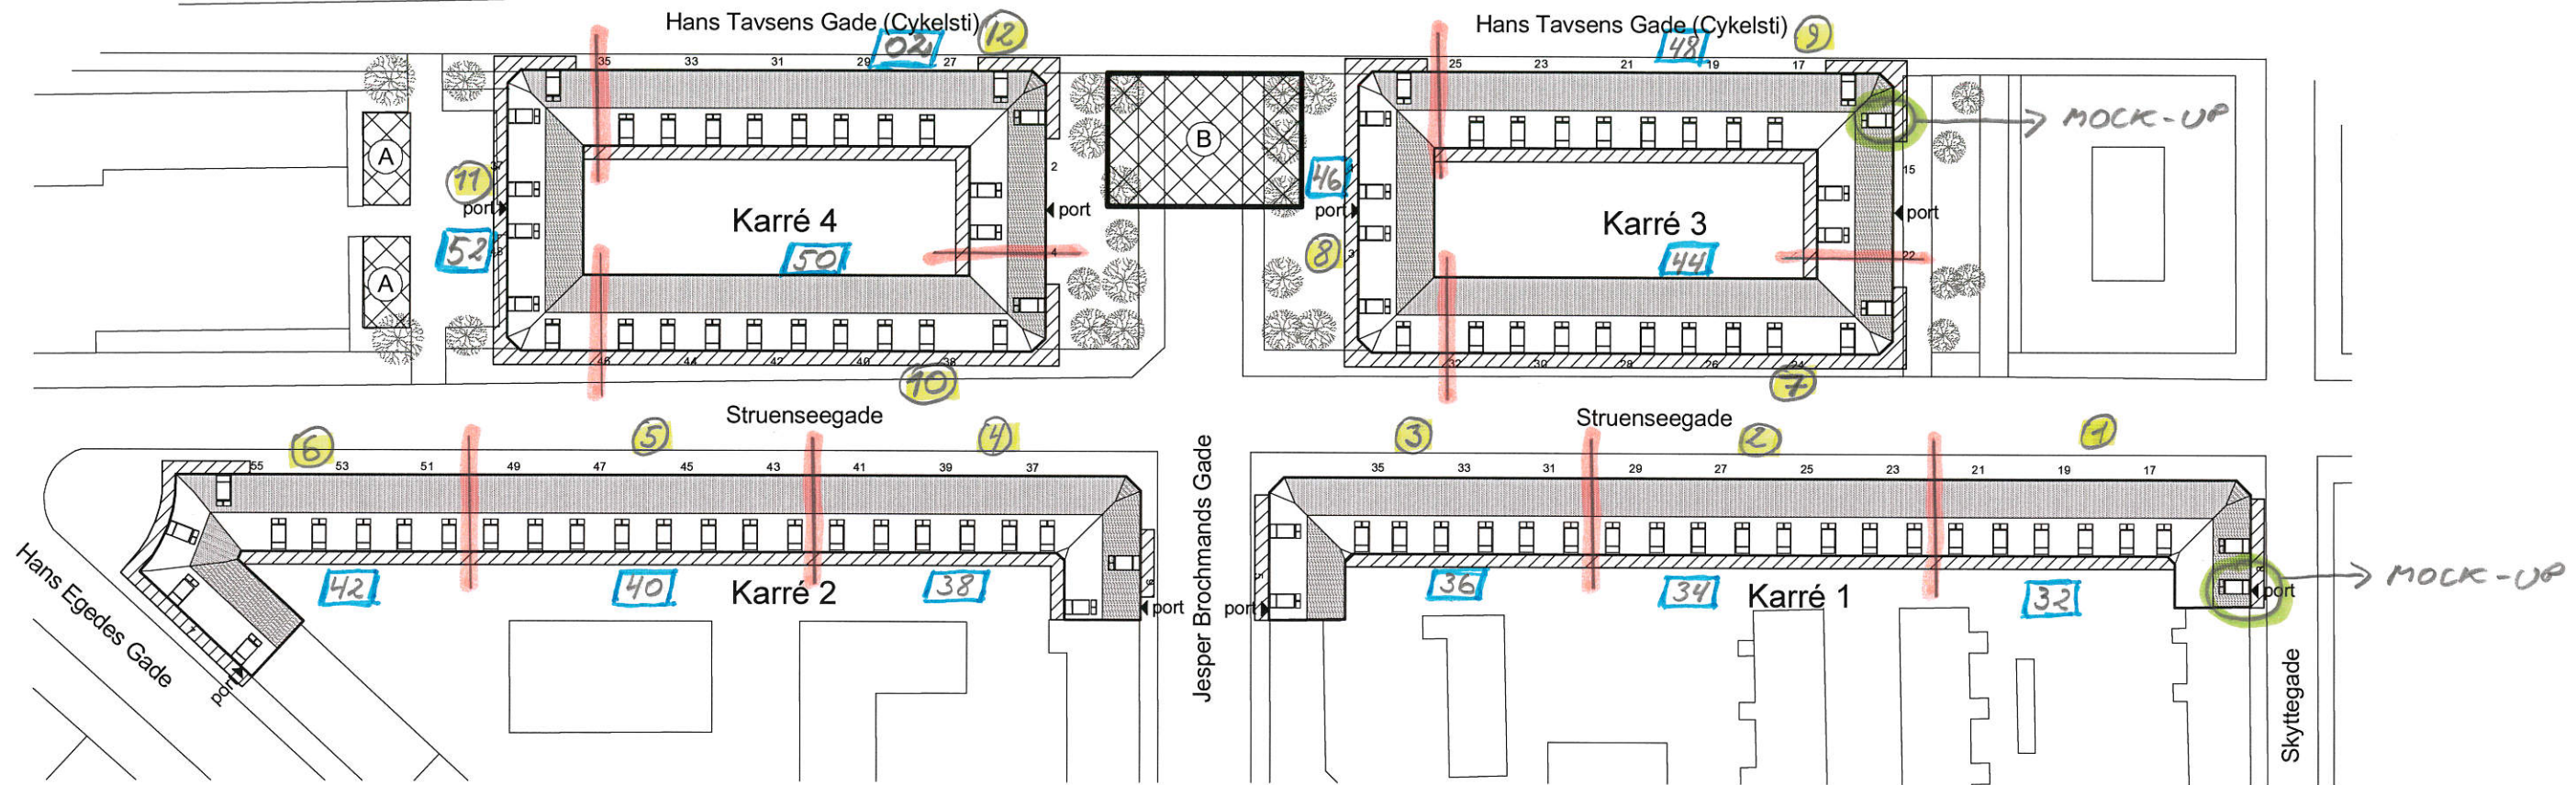 Hans Tavsens Gade (Cykelsti) 12
02
35 33 31 29 27
Hans Tavsens Gade (Cykelsti) 9
48
25 23 21 19 17
MOCK-UP
A
B
11
port
2
port
46
1
port
15
port
Karré 4
Karré 3
52
50
4
8
3
44
22
A
46 44 42 40 38
10
32 30 28 26 24
7
Struenseegade
Struenseegade
6 5 4
3 2 1
55 53 51 49 47 45 43 41 39 37
35 33 31 29 27 25 23 21 19 17
Jesper Brochmands Gade
Hans Egedes Gade
42 40 Karré 2 38
36 34 Karré 1 32
MOCK-UP
port
port
port
port
Skyttegade